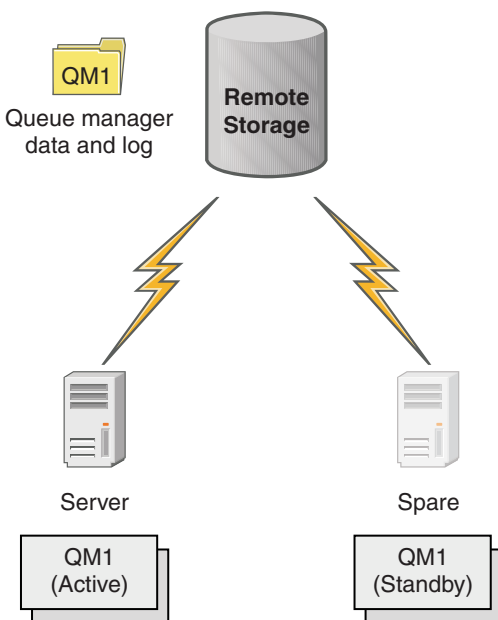 QM1
Queue manager
data and log
Remote
Storage
Server
Spare
QM1
(Active)
QM1
(Standby)